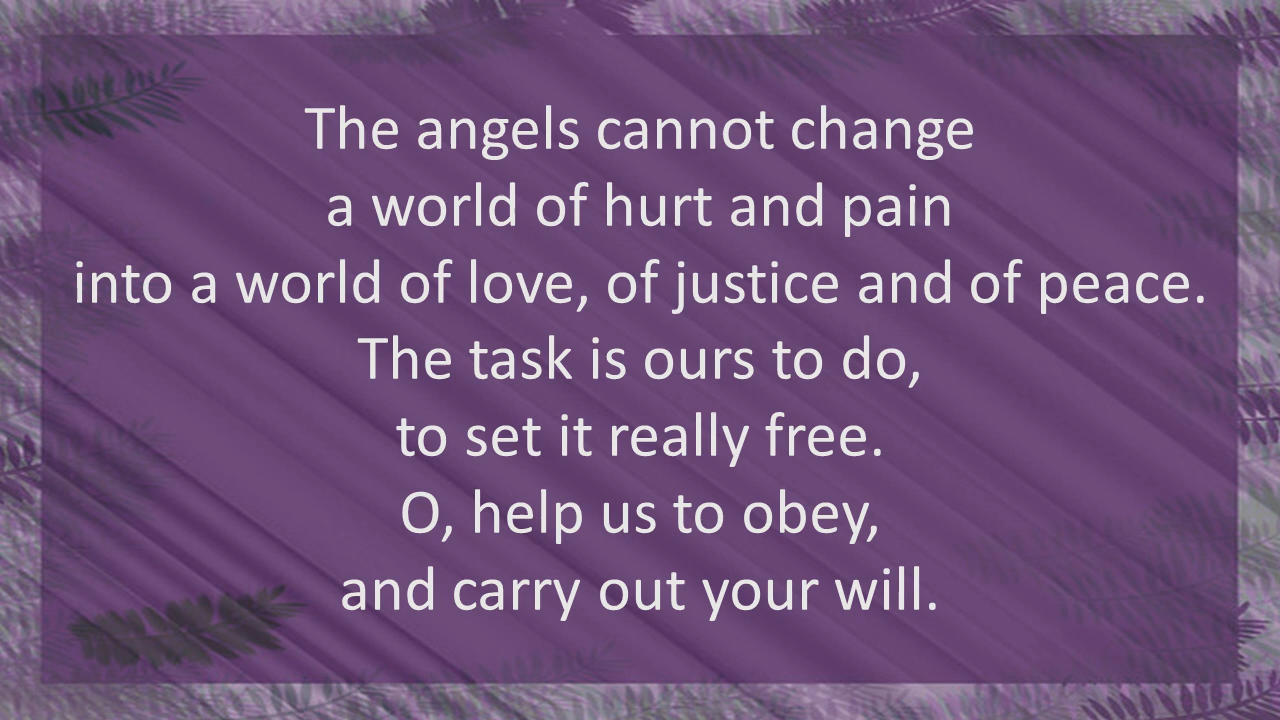 The angels cannot change
a world of hurt and pain
into a world of love, of justice and of peace.
The task is ours to do,
to set it really free.
O, help us to obey,
and carry out your will.